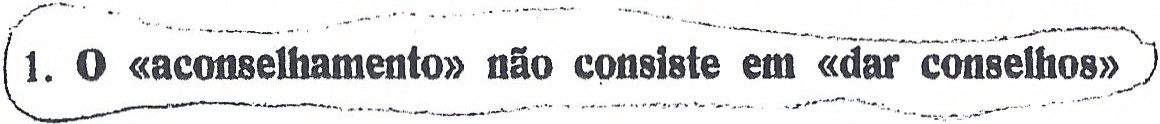 1. O «aconselhamento» não consiste em «dar conselhos»